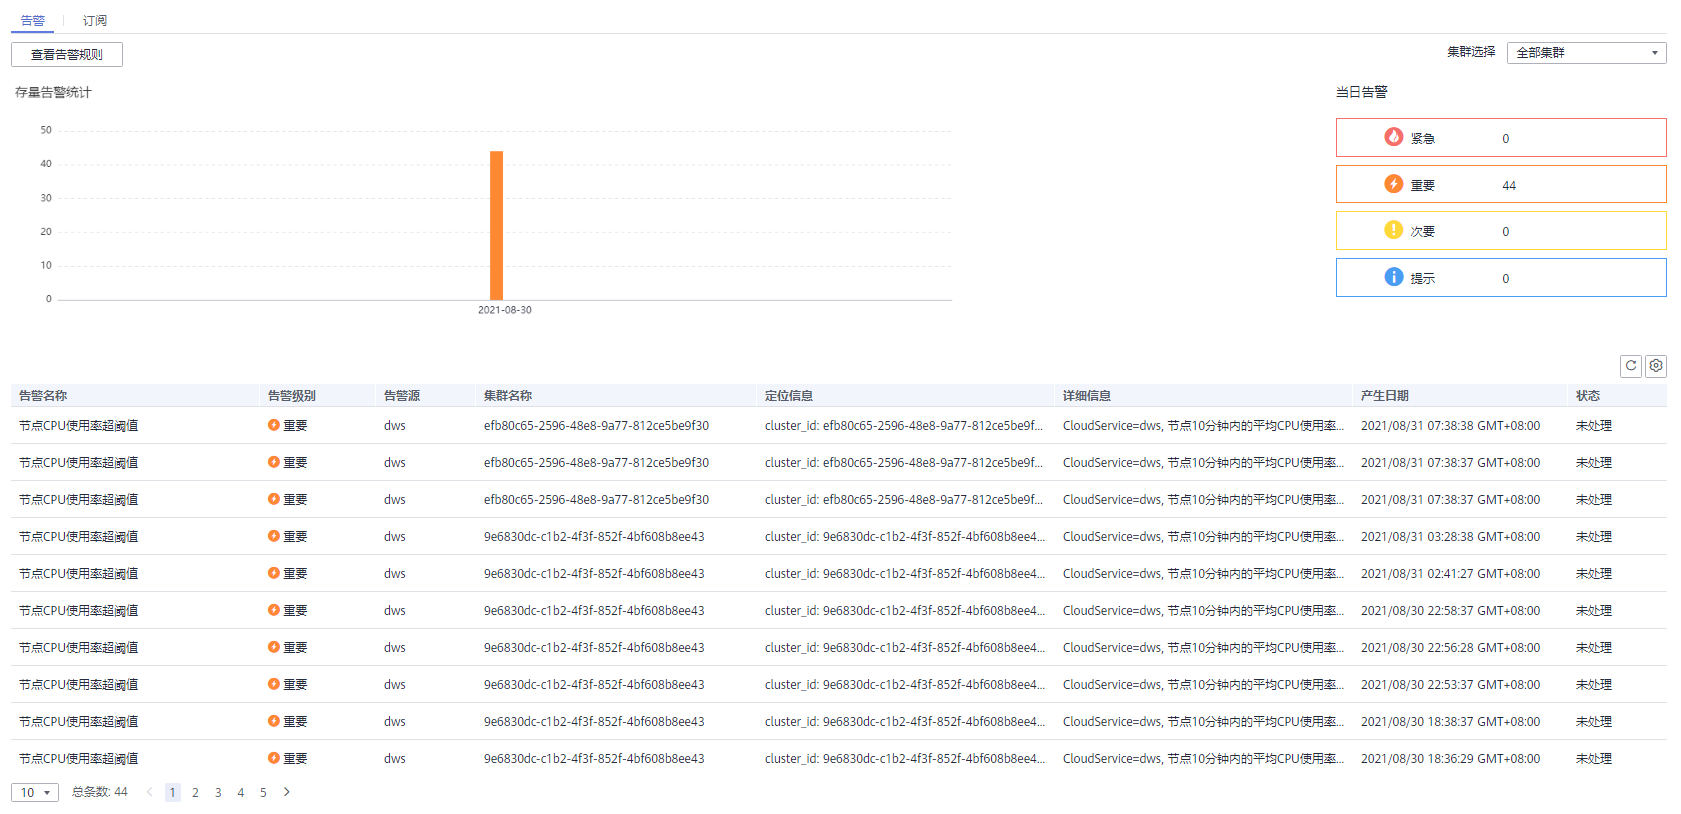 告警 订阅
查看告警规则 集群选择 全部集群
存量告警统计
50
40
30
20
10
0
2021-08-30
当日告警
紧急 0
重要 44
次要 0
提示 0
告警名称 告警级别 告警源 集群名称 定位信息 详细信息 产生日期 状态
节点CPU使用率超阈值 重要 dws efb80c65-2596-48e8-9a77-812ce5be9f30 cluster_id: efb80c65-2596-48e8-9a77-812ce5be9f... CloudService=dws, 节点10分钟内的平均CPU使用率... 2021/08/31 07:38:38 GMT+08:00 未处理
节点CPU使用率超阈值 重要 dws efb80c65-2596-48e8-9a77-812ce5be9f30 cluster_id: efb80c65-2596-48e8-9a77-812ce5be9f... CloudService=dws, 节点10分钟内的平均CPU使用率... 2021/08/31 07:38:37 GMT+08:00 未处理
节点CPU使用率超阈值 重要 dws efb80c65-2596-48e8-9a77-812ce5be9f30 cluster_id: efb80c65-2596-48e8-9a77-812ce5be9f... CloudService=dws, 节点10分钟内的平均CPU使用率... 2021/08/31 07:38:37 GMT+08:00 未处理
节点CPU使用率超阈值 重要 dws 9e6830dc-c1b2-4f3f-852f-4bf608b8ee43 cluster_id: 9e6830dc-c1b2-4f3f-852f-4bf608b8ee4... CloudService=dws, 节点10分钟内的平均CPU使用率... 2021/08/31 03:28:38 GMT+08:00 未处理
节点CPU使用率超阈值 重要 dws 9e6830dc-c1b2-4f3f-852f-4bf608b8ee43 cluster_id: 9e6830dc-c1b2-4f3f-852f-4bf608b8ee4... CloudService=dws, 节点10分钟内的平均CPU使用率... 2021/08/31 02:41:27 GMT+08:00 未处理
节点CPU使用率超阈值 重要 dws 9e6830dc-c1b2-4f3f-852f-4bf608b8ee43 cluster_id: 9e6830dc-c1b2-4f3f-852f-4bf608b8ee4... CloudService=dws, 节点10分钟内的平均CPU使用率... 2021/08/30 22:58:37 GMT+08:00 未处理
节点CPU使用率超阈值 重要 dws 9e6830dc-c1b2-4f3f-852f-4bf608b8ee43 cluster_id: 9e6830dc-c1b2-4f3f-852f-4bf608b8ee4... CloudService=dws, 节点10分钟内的平均CPU使用率... 2021/08/30 22:56:28 GMT+08:00 未处理
节点CPU使用率超阈值 重要 dws 9e6830dc-c1b2-4f3f-852f-4bf608b8ee43 cluster_id: 9e6830dc-c1b2-4f3f-852f-4bf608b8ee4... CloudService=dws, 节点10分钟内的平均CPU使用率... 2021/08/30 22:53:37 GMT+08:00 未处理
节点CPU使用率超阈值 重要 dws 9e6830dc-c1b2-4f3f-852f-4bf608b8ee43 cluster_id: 9e6830dc-c1b2-4f3f-852f-4bf608b8ee4... CloudService=dws, 节点10分钟内的平均CPU使用率... 2021/08/30 18:38:37 GMT+08:00 未处理
节点CPU使用率超阈值 重要 dws 9e6830dc-c1b2-4f3f-852f-4bf608b8ee43 cluster_id: 9e6830dc-c1b2-4f3f-852f-4bf608b8ee4... CloudService=dws, 节点10分钟内的平均CPU使用率... 2021/08/30 18:36:29 GMT+08:00 未处理
10 总条数: 44 1 2 3 4 5